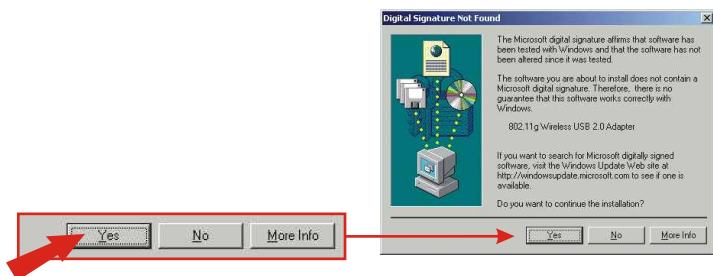 Digital Signature Not Found
The Microsoft digital signature affirms that software has
been tested with Windows and that the software has not
been altered since it was tested.
The software you are about to install does not contain a
Microsoft digital signature. Therefore, there is no
guarantee that this software works correctly with
Windows.
802.11g Wireless USB 2.0 Adapter
If you want to search for Microsoft digitally signed
software, visit the Windows Update Web site at
http://windowsupdate.microsoft.com to see if one is
available.
Do you want to continue the installation?
Yes No More Info
Yes No More Info